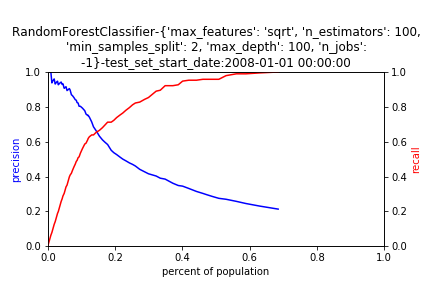 RandomForestClassifier-{'max_features': 'sqrt', 'n_estimators': 100,
'min_samples_split': 2, 'max_depth': 100, 'n_jobs':
-1}-test_set_start_date:2008-01-01 00:00:00
1.0
0.8
0.6
0.4
0.2
0.0
precision
1.0
0.8
0.6
0.4
0.2
0.0
recall
0.0 0.2 0.4 0.6 0.8 1.0
percent of population